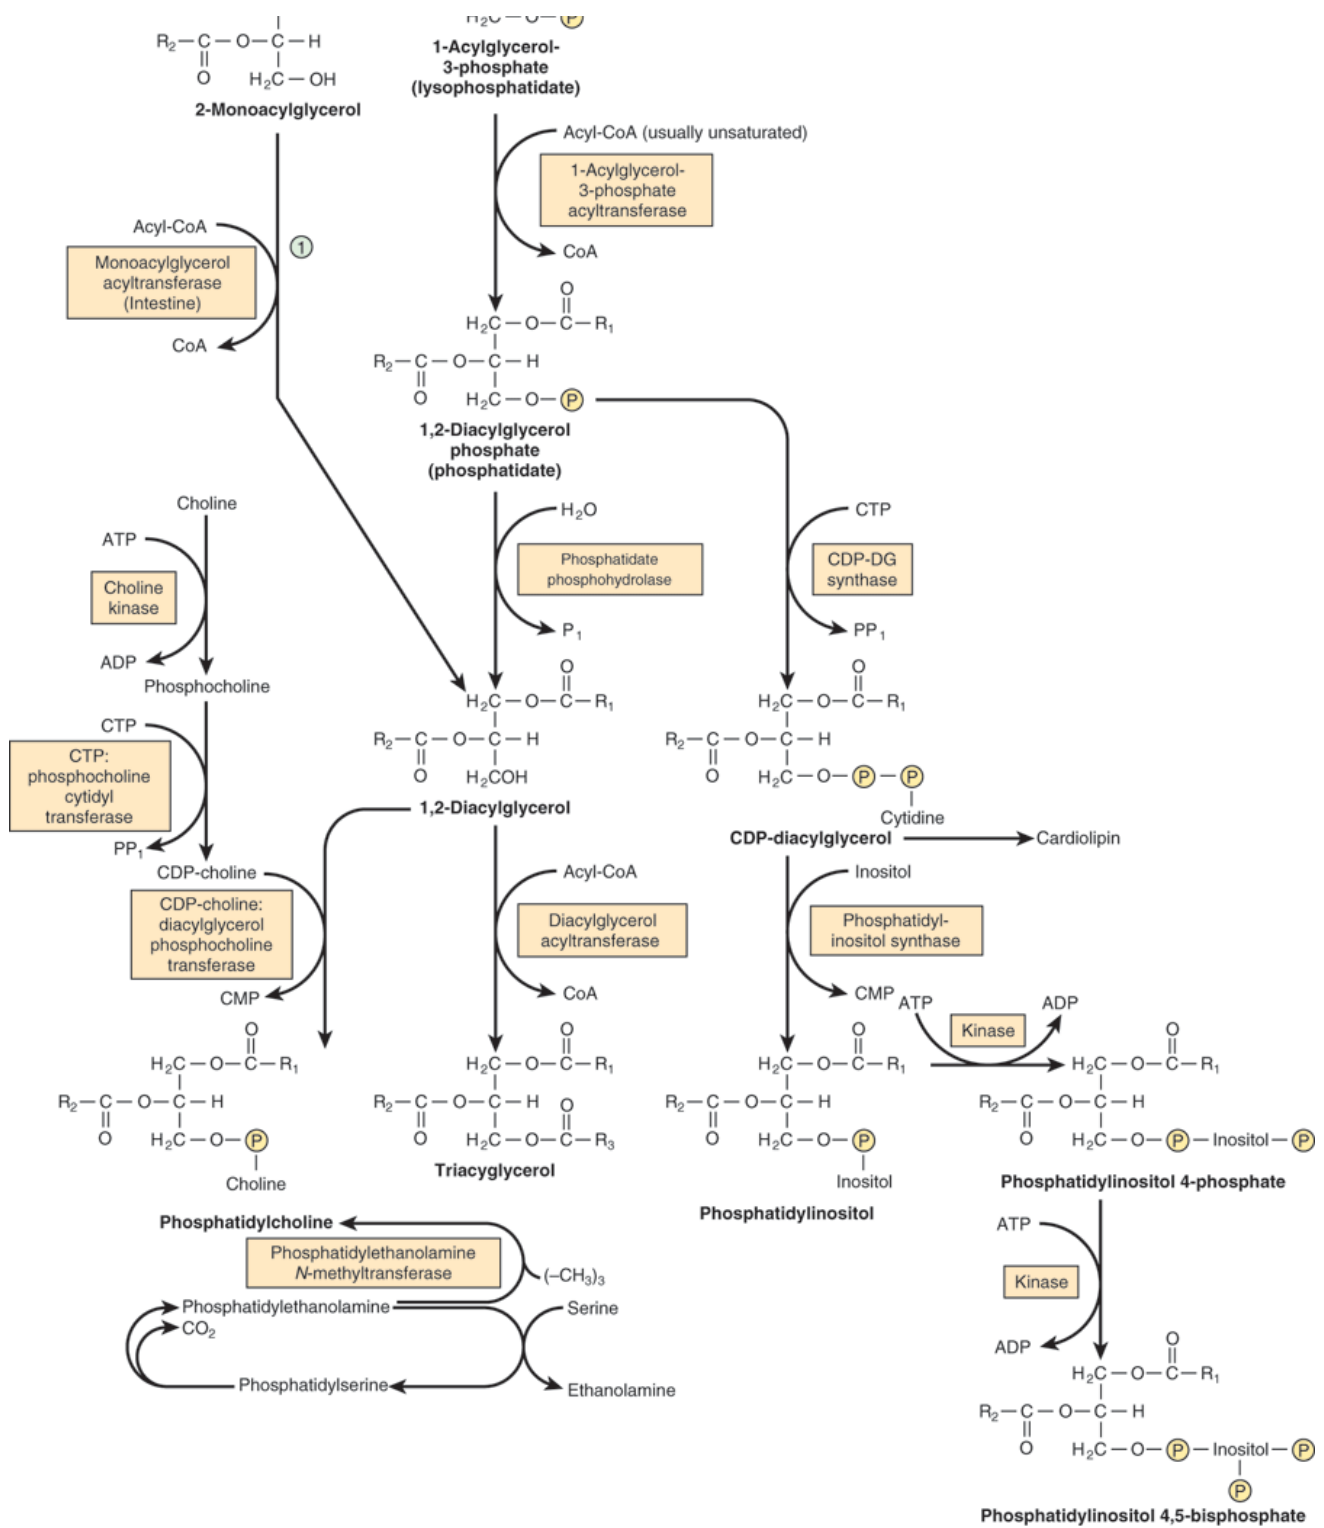 H₂C — O — P
R₂ — C — O — C — H
O
H₂C — OH
2-Monoacylglycerol
1-Acylglycerol-
3-phosphate
(lysophosphatidate)
Acyl-CoA (usually unsaturated)
1-Acylglycerol-
3-phosphate
acyltransferase
CoA
Acyl-CoA
1
Monoacylglycerol
acyltransferase
(Intestine)
CoA
O
H₂C — O — C — R₁
R₂ — C — O — C — H
O
H₂C — O — P
1,2-Diacylglycerol
phosphate
(phosphatidate)
Choline
ATP
Choline
kinase
ADP
Phosphocholine
CTP
CTP:
phosphocholine
cytidyl
transferase
PP₁
CDP-choline
CDP-choline:
diacylglycerol
phosphocholine
transferase
CMP
H₂O
Phosphatidate
phosphohydrolase
P₁
CTP
CDP-DG
synthase
PP₁
O
H₂C — O — C — R₁
R₂ — C — O — C — H
O
H₂COH
1,2-Diacylglycerol
O
H₂C — O — C — R₁
R₂ — C — O — C — H
O
H₂C — O — P — P
Cytidine
CDP-diacylglycerol
Cardiolipin
Acyl-CoA
Diacylglycerol
acyltransferase
CoA
Inositol
Phosphatidyl-
inositol synthase
CMP
ATP
Kinase
ADP
O
H₂C — O — C — R₁
R₂ — C — O — C — H
O
H₂C — O — P
Choline
Phosphatidylcholine
O
H₂C — O — C — R₁
R₂ — C — O — C — H
O
O
H₂C — O — C — R₃
Triacyglycerol
O
H₂C — O — C — R₁
R₂ — C — O — C — H
O
H₂C — O — P
Inositol
Phosphatidylinositol
O
H₂C — O — C — R₁
R₂ — C — O — C — H
O
H₂C — O — P — Inositol — P
Phosphatidylinositol 4-phosphate
Phosphatidylethanolamine
N-methyltransferase
(–CH₃)₃
Phosphatidylethanolamine
Serine
CO₂
Phosphatidylserine
Ethanolamine
ATP
Kinase
ADP
O
H₂C — O — C — R₁
R₂ — C — O — C — H
O
H₂C — O — P — Inositol — P
P
Phosphatidylinositol 4,5-bisphosphate